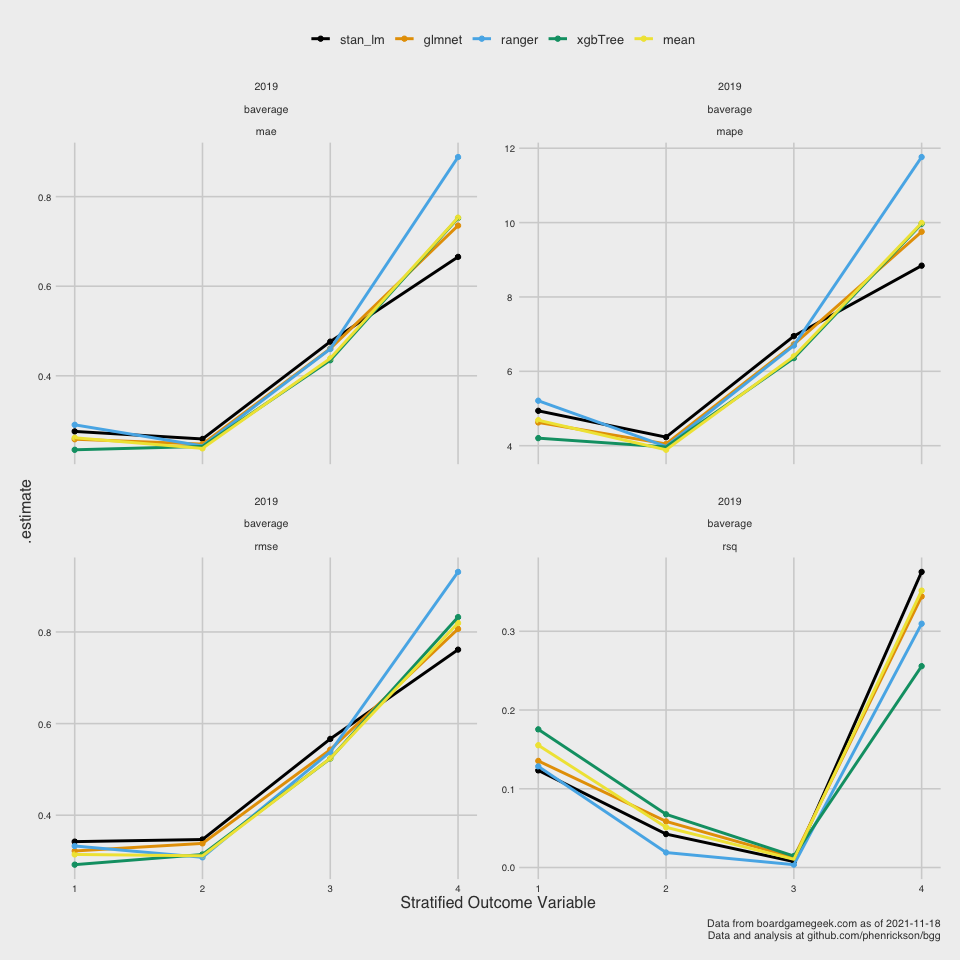 stan_lm glmnet ranger xgbTree mean
2019
baverage
mae
0.8
0.6
0.4
2019
baverage
mape
12
10
8
6
4
.estimate
2019
baverage
rmse
0.8
0.6
0.4
1 2 3 4
2019
baverage
rsq
0.3
0.2
0.1
0.0
1 2 3 4
Stratified Outcome Variable
Data from boardgamegeek.com as of 2021-11-18
Data and analysis at github.com/phenrickson/bgg